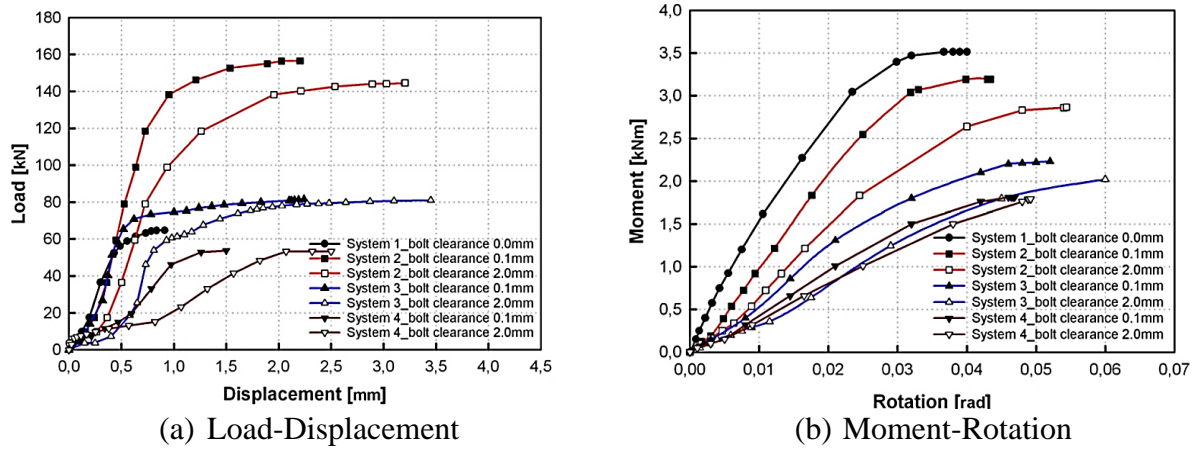 180
160
140
120
100
80
60
40
20
0
Load [kN]
0,0 0,5 1,0 1,5 2,0 2,5 3,0 3,5 4,0 4,5
Displacement [mm]
System 1_bolt clearance 0.0mm
System 2_bolt clearance 0.1mm
System 2_bolt clearance 2.0mm
System 3_bolt clearance 0.1mm
System 3_bolt clearance 2.0mm
System 4_bolt clearance 0.1mm
System 4_bolt clearance 2.0mm
(a) Load-Displacement
4,0
3,5
3,0
2,5
2,0
1,5
1,0
0,5
0,0
Moment [kNm]
0,00 0,01 0,02 0,03 0,04 0,05 0,06 0,07
Rotation [rad]
System 1_bolt clearance 0.0mm
System 2_bolt clearance 0.1mm
System 2_bolt clearance 2.0mm
System 3_bolt clearance 0.1mm
System 3_bolt clearance 2.0mm
System 4_bolt clearance 0.1mm
System 4_bolt clearance 2.0mm
(b) Moment-Rotation